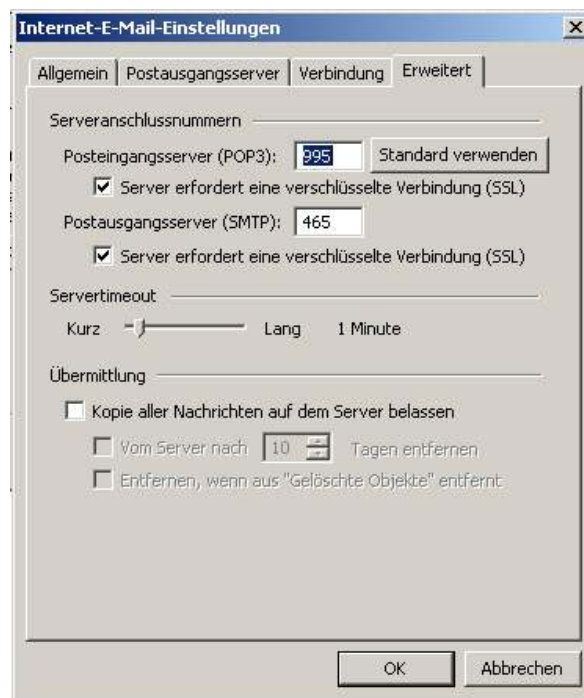 Internet-E-Mail-Einstellungen
Allgemein Postausgangsserver Verbindung Erweitert
Serveranschlussnummern
Posteingangsserver (POP3): 995 Standard verwenden
Server erfordert eine verschlüsselte Verbindung (SSL)
Postausgangsserver (SMTP): 465
Server erfordert eine verschlüsselte Verbindung (SSL)
Servertimeout
Kurz Lang 1 Minute
Übermittlung
Kopie aller Nachrichten auf dem Server belassen
Vom Server nach 10 Tagen entfernen
Entfernen, wenn aus "Gelöschte Objekte" entfernt
OK Abbrechen